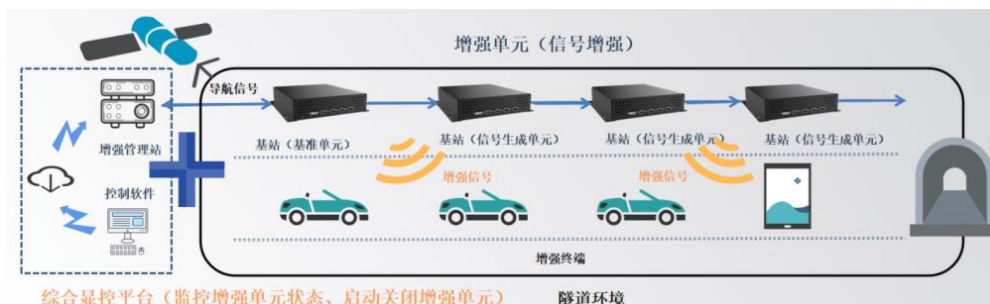 增强单元（信号增强）
导航信号
增强管理站
基站（基准单元）
基站（信号生成单元）
基站（信号生成单元）
基站（信号生成单元）
增强信号
增强信号
控制软件
增强终端
综合显控平台（监控增强单元状态、启动关闭增强单元）
隧道环境